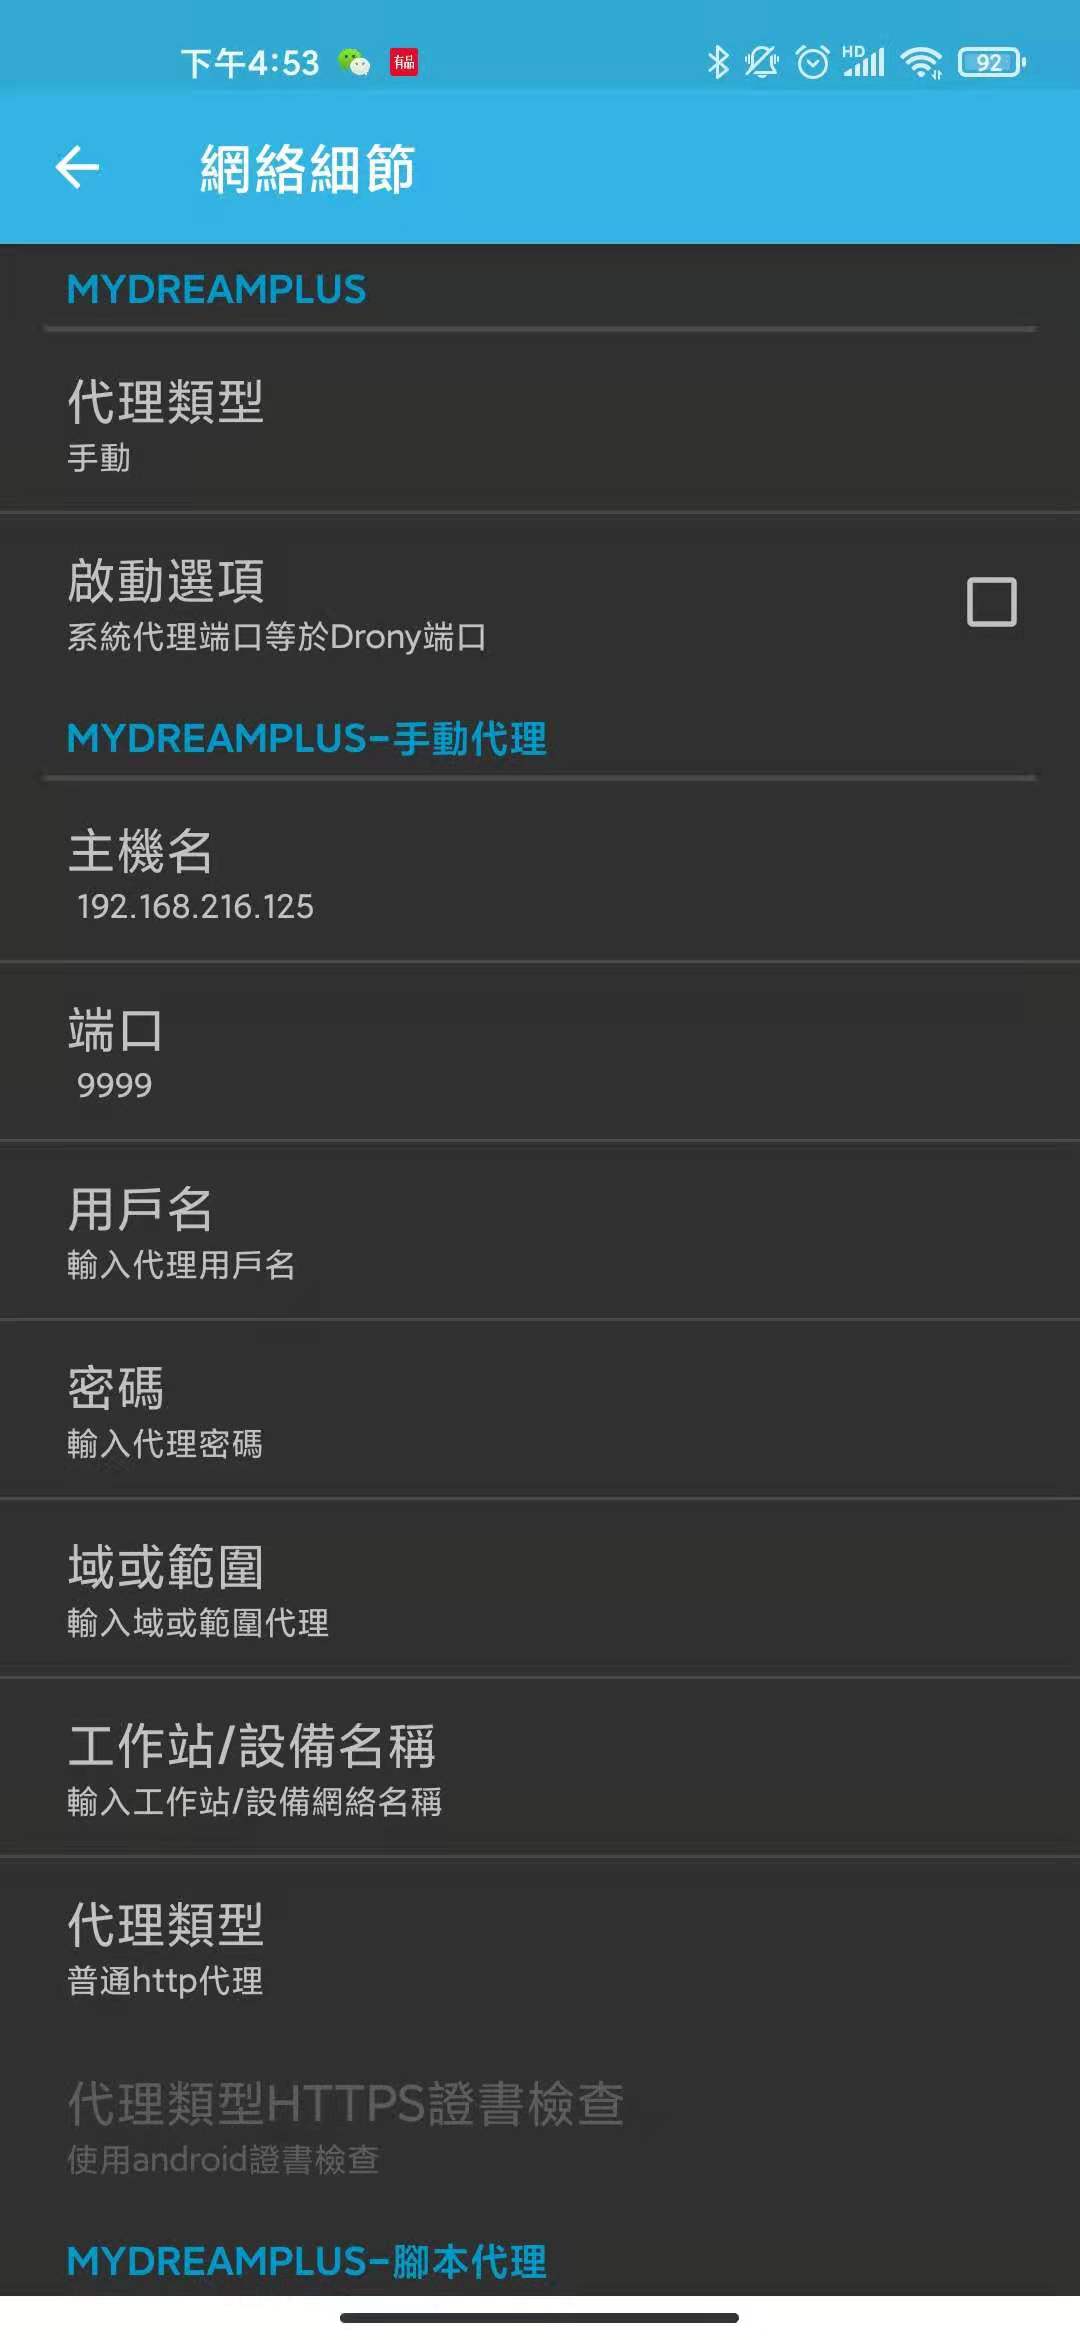 下午4:53
有品
HD
92
網絡細節
MYDREAMPLUS
代理類型
手動
啟動選項
系統代理端口等於Drony端口
MYDREAMPLUS-手動代理
主機名
192.168.216.125
端口
9999
用戶名
輸入代理用戶名
密碼
輸入代理密碼
域或範圍
輸入域或範圍代理
工作站/設備名稱
輸入工作站/設備網絡名稱
代理類型
普通http代理
代理類型HTTPS證書檢查
使用android證書檢查
MYDREAMPLUS-腳本代理